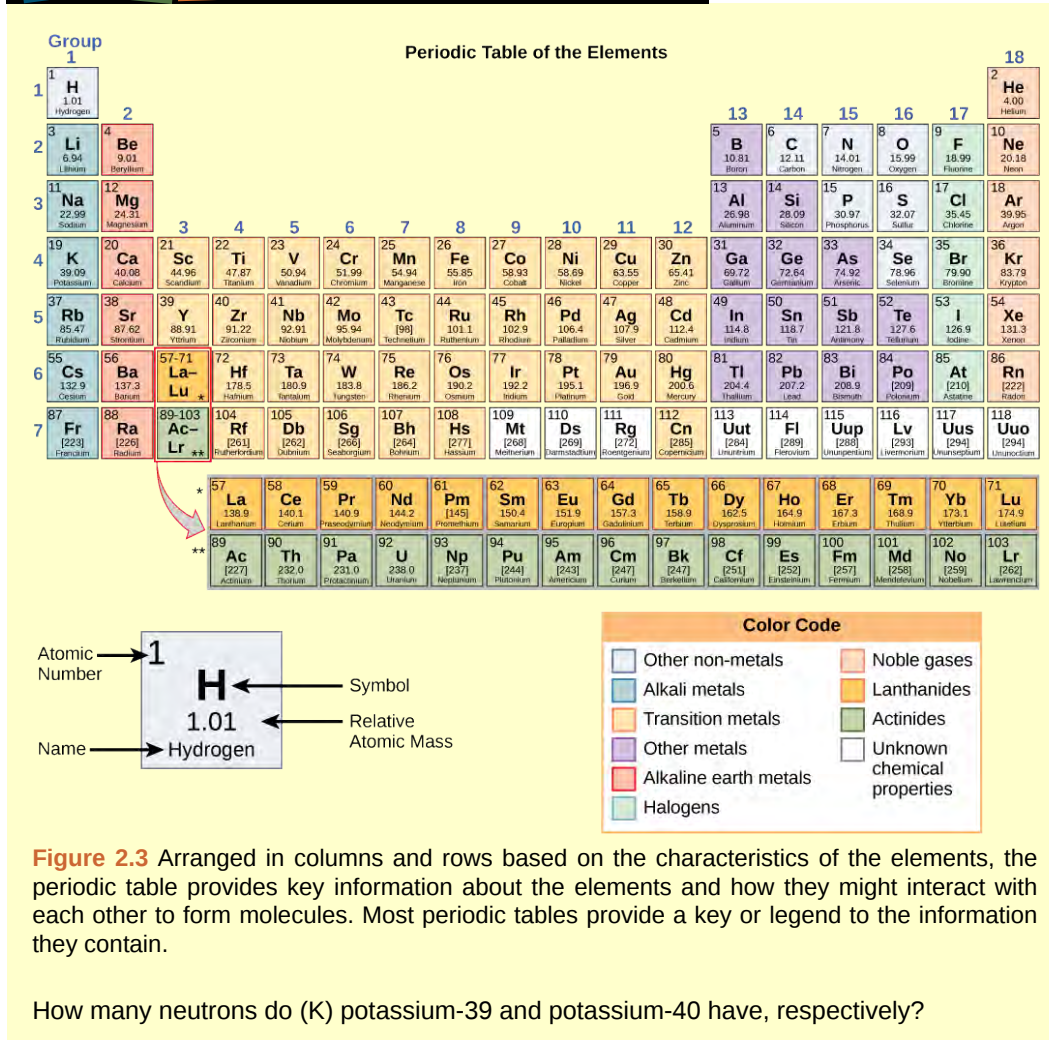 Group
Periodic Table of the Elements
1 18
1 1 H 1.01 Hydrogen 2 He 4.00 Helium
2 13 14 15 16 17
2 3 Li 6.94 Lithium 4 Be 9.01 Beryllium 5 B 10.81 Boron 6 C 12.11 Carbon 7 N 14.01 Nitrogen 8 O 15.99 Oxygen 9 F 18.99 Fluorine 10 Ne 20.18 Neon
3 11 Na 22.99 Sodium 12 Mg 24.31 Magnesium 13 Al 26.98 Aluminum 14 Si 28.09 Silicon 15 P 30.97 Phosphorus 16 S 32.07 Sulfur 17 Cl 35.45 Chlorine 18 Ar 39.95 Argon
3 4 5 6 7 8 9 10 11 12
4 19 K 39.09 Potassium 20 Ca 40.08 Calcium 21 Sc 44.96 Scandium 22 Ti 47.87 Titanium 23 V 50.94 Vanadium 24 Cr 51.99 Chromium 25 Mn 54.94 Manganese 26 Fe 55.85 Iron 27 Co 58.93 Cobalt 28 Ni 58.69 Nickel 29 Cu 63.55 Copper 30 Zn 65.41 Zinc 31 Ga 69.72 Gallium 32 Ge 72.64 Germanium 33 As 74.92 Arsenic 34 Se 78.96 Selenium 35 Br 79.90 Bromine 36 Kr 83.79 Krypton
5 37 Rb 85.47 Rubidium 38 Sr 87.62 Strontium 39 Y 88.91 Yttrium 40 Zr 91.22 Zirconium 41 Nb 92.91 Niobium 42 Mo 95.94 Molybdenum 43 Tc [98] Technetium 44 Ru 101.1 Ruthenium 45 Rh 102.9 Rhodium 46 Pd 106.4 Palladium 47 Ag 107.9 Silver 48 Cd 112.4 Cadmium 49 In 114.8 Indium 50 Sn 118.7 Tin 51 Sb 121.8 Antimony 52 Te 127.6 Tellurium 53 I 126.9 Iodine 54 Xe 131.3 Xenon
6 55 Cs 132.9 Cesium 56 Ba 137.3 Barium 57-71 La– Lu * 72 Hf 178.5 Hafnium 73 Ta 180.9 Tantalum 74 W 183.8 Tungsten 75 Re 186.2 Rhenium 76 Os 190.2 Osmium 77 Ir 192.2 Iridium 78 Pt 195.1 Platinum 79 Au 196.9 Gold 80 Hg 200.6 Mercury 81 Tl 204.4 Thallium 82 Pb 207.2 Lead 83 Bi 208.9 Bismuth 84 Po [209] Polonium 85 At [210] Astatine 86 Rn [222] Radon
7 87 Fr [223] Francium 88 Ra [226] Radium 89-103 Ac– Lr ** 104 Rf [261] Rutherfordium 105 Db [262] Dubnium 106 Sg [266] Seaborgium 107 Bh [264] Bohrium 108 Hs [277] Hassium 109 Mt [268] Meitnerium 110 Ds [269] Darmstadtium 111 Rg [272] Roentgenium 112 Cn [285] Copernicium 113 Uut [284] Ununtrium 114 Fl [289] Flerovium 115 Uup [288] Ununpentium 116 Lv [293] Livermorium 117 Uus [294] Ununseptium 118 Uuo [294] Ununoctium
* 57 La 138.9 Lanthanum 58 Ce 140.1 Cerium 59 Pr 140.9 Praseodymium 60 Nd 144.2 Neodymium 61 Pm [145] Promethium 62 Sm 150.4 Samarium 63 Eu 151.9 Europium 64 Gd 157.3 Gadolinium 65 Tb 158.9 Terbium 66 Dy 162.5 Dysprosium 67 Ho 164.9 Holmium 68 Er 167.3 Erbium 69 Tm 168.9 Thulium 70 Yb 173.1 Ytterbium 71 Lu 174.9 Lutetium
** 89 Ac [227] Actinium 90 Th 232.0 Thorium 91 Pa 231.0 Protactinium 92 U 238.0 Uranium 93 Np [237] Neptunium 94 Pu [244] Plutonium 95 Am [243] Americium 96 Cm [247] Curium 97 Bk [247] Berkelium 98 Cf [251] Californium 99 Es [252] Einsteinium 100 Fm [257] Fermium 101 Md [258] Mendelevium 102 No [259] Nobelium 103 Lr [262] Lawrencium
Atomic
Number
1
H
1.01
Hydrogen
Symbol
Relative
Atomic Mass
Name
Color Code
Other non-metals
Alkali metals
Transition metals
Other metals
Alkaline earth metals
Halogens
Noble gases
Lanthanides
Actinides
Unknown
chemical
properties
Figure 2.3 Arranged in columns and rows based on the characteristics of the elements, the
periodic table provides key information about the elements and how they might interact with
each other to form molecules. Most periodic tables provide a key or legend to the information
they contain.
How many neutrons do (K) potassium-39 and potassium-40 have, respectively?